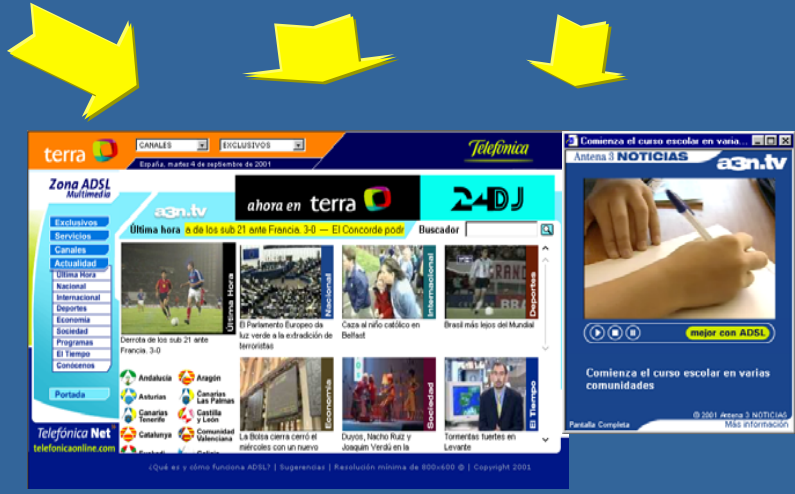 terra
CANALES
EXCLUSIVOS
Telefónica
España, martes 4 de septiembre de 2001
Zona ADSL
Multimedia
a3n.tv
ahora en terra
24DJ
Última hora
a de los sub 21 ante Francia. 3-0 — El Concorde podr
Buscador
Exclusivos
Servicios
Canales
Actualidad
Última Hora
Nacional
Internacional
Deportes
Economía
Sociedad
Programas
El Tiempo
Conócenos
Portada
Telefónica Net
telefonicaonline.com
Última Hora
Derrota de los sub 21 ante
Francia. 3-0
Nacional
El Parlamento Europeo da
luz verde a la extradición de
terroristas
Internacional
Caza al niño católico en
Belfast
Deportes
Brasil más lejos del Mundial
Andalucía
Aragón
Asturias
Canarias
Las Palmas
Canarias
Tenerife
Castilla
y León
Catalunya
Comunidad
Valenciana
Euskadi
Galicia
Economía
La Bolsa cierra cerró el
miércoles con un nuevo
Sociedad
Duyos, Nacho Ruiz y
Joaquim Verdú en la
El Tiempo
Tormentas fuertes en
Levante
¿Qué es y cómo funciona ADSL? | Sugerencias | Resolución mínima de 800x600 @ | Copyright 2001
Comienza el curso escolar en varia...
Antena 3 NOTICIAS
a3n.tv
mejor con ADSL
Comienza el curso escolar en varias
comunidades
© 2001 Antena 3 NOTICIAS
Pantalla Completa
Más información